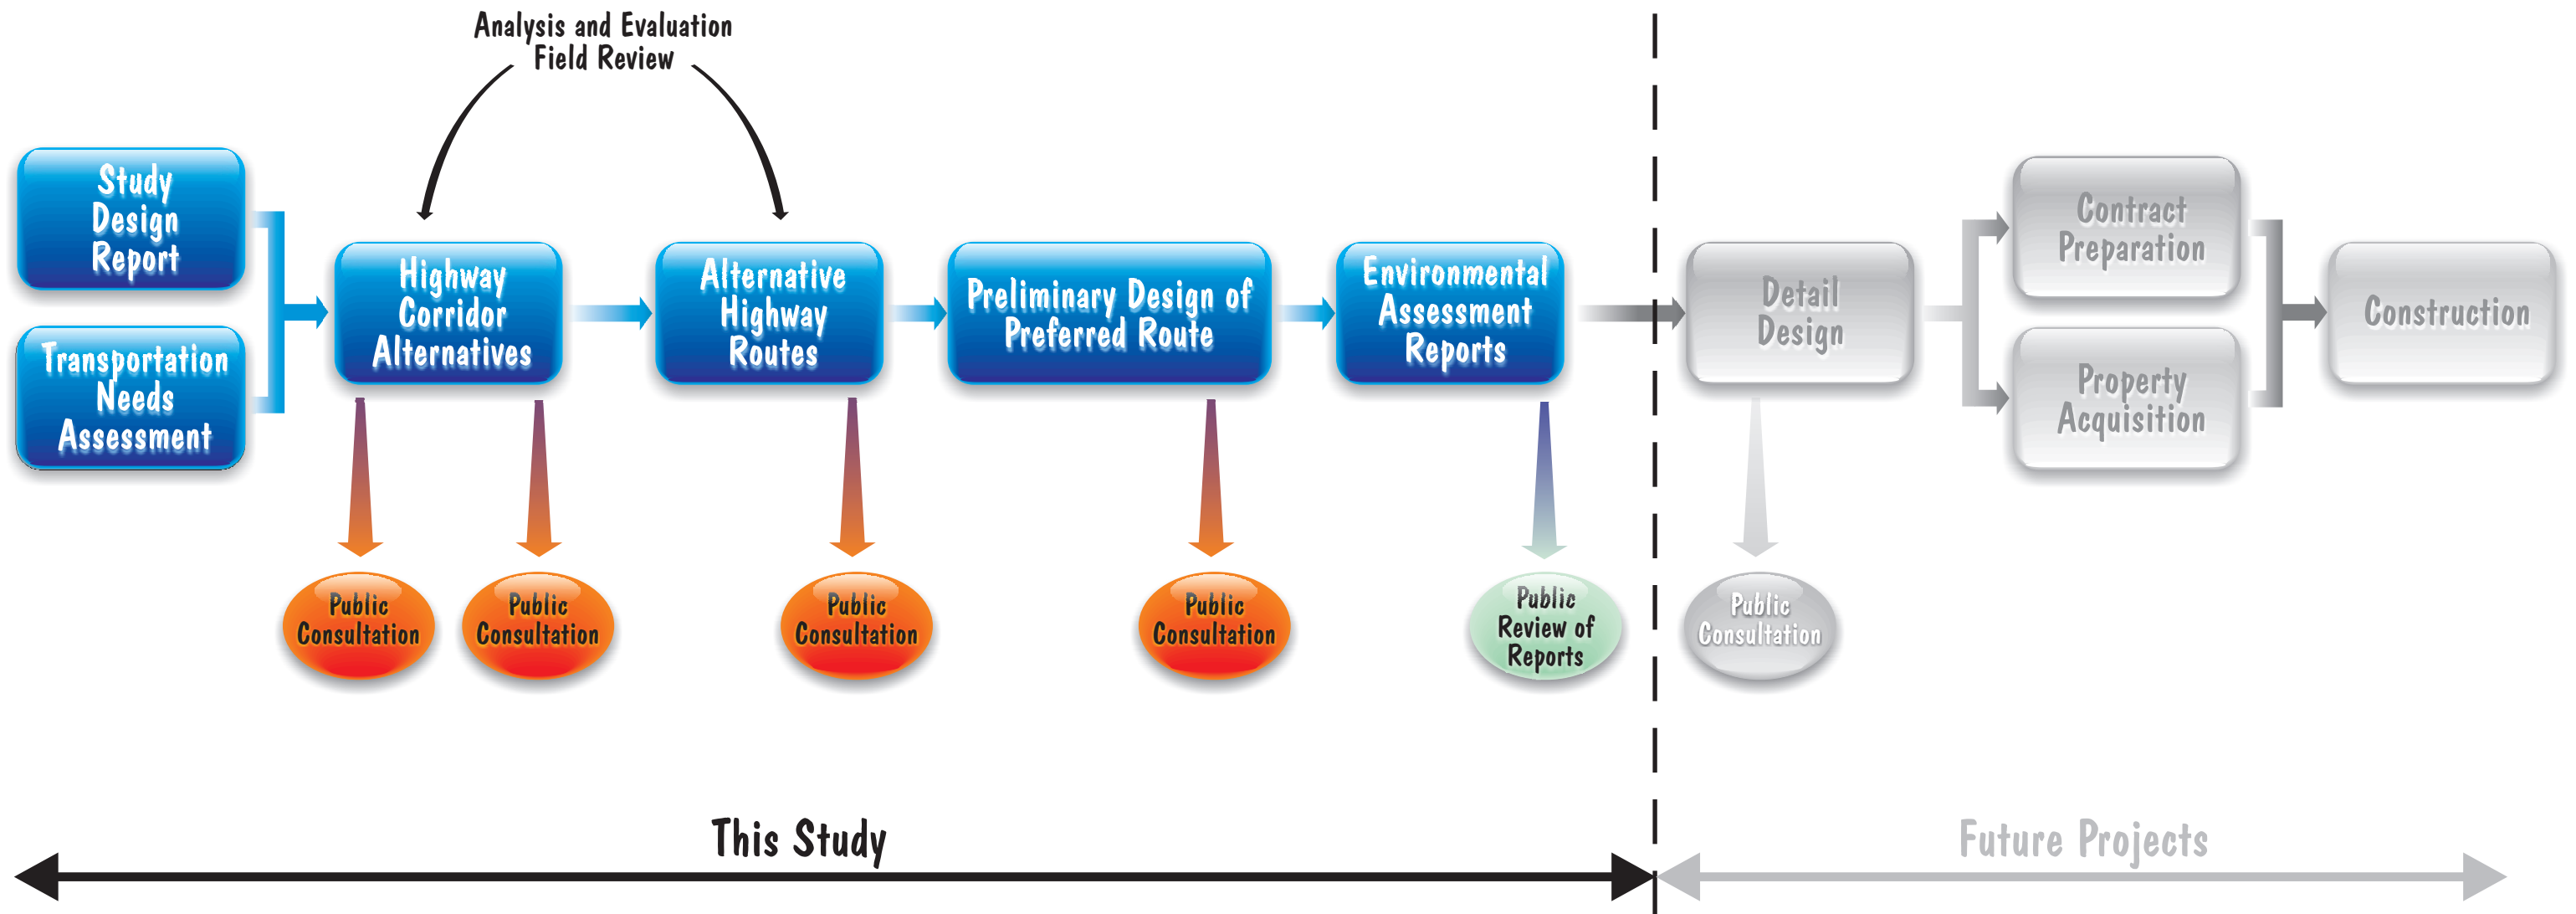 Analysis and Evaluation
Field Review
Study
Design
Report
Transportation
Needs
Assessment
Highway
Corridor
Alternatives
Alternative
Highway
Routes
Preliminary Design of
Preferred Route
Environmental
Assessment
Reports
Detail
Design
Contract
Preparation
Property
Acquisition
Construction
Public
Consultation
Public
Consultation
Public
Consultation
Public
Consultation
Public
Review of
Reports
Public
Consultation
This Study
Future Projects